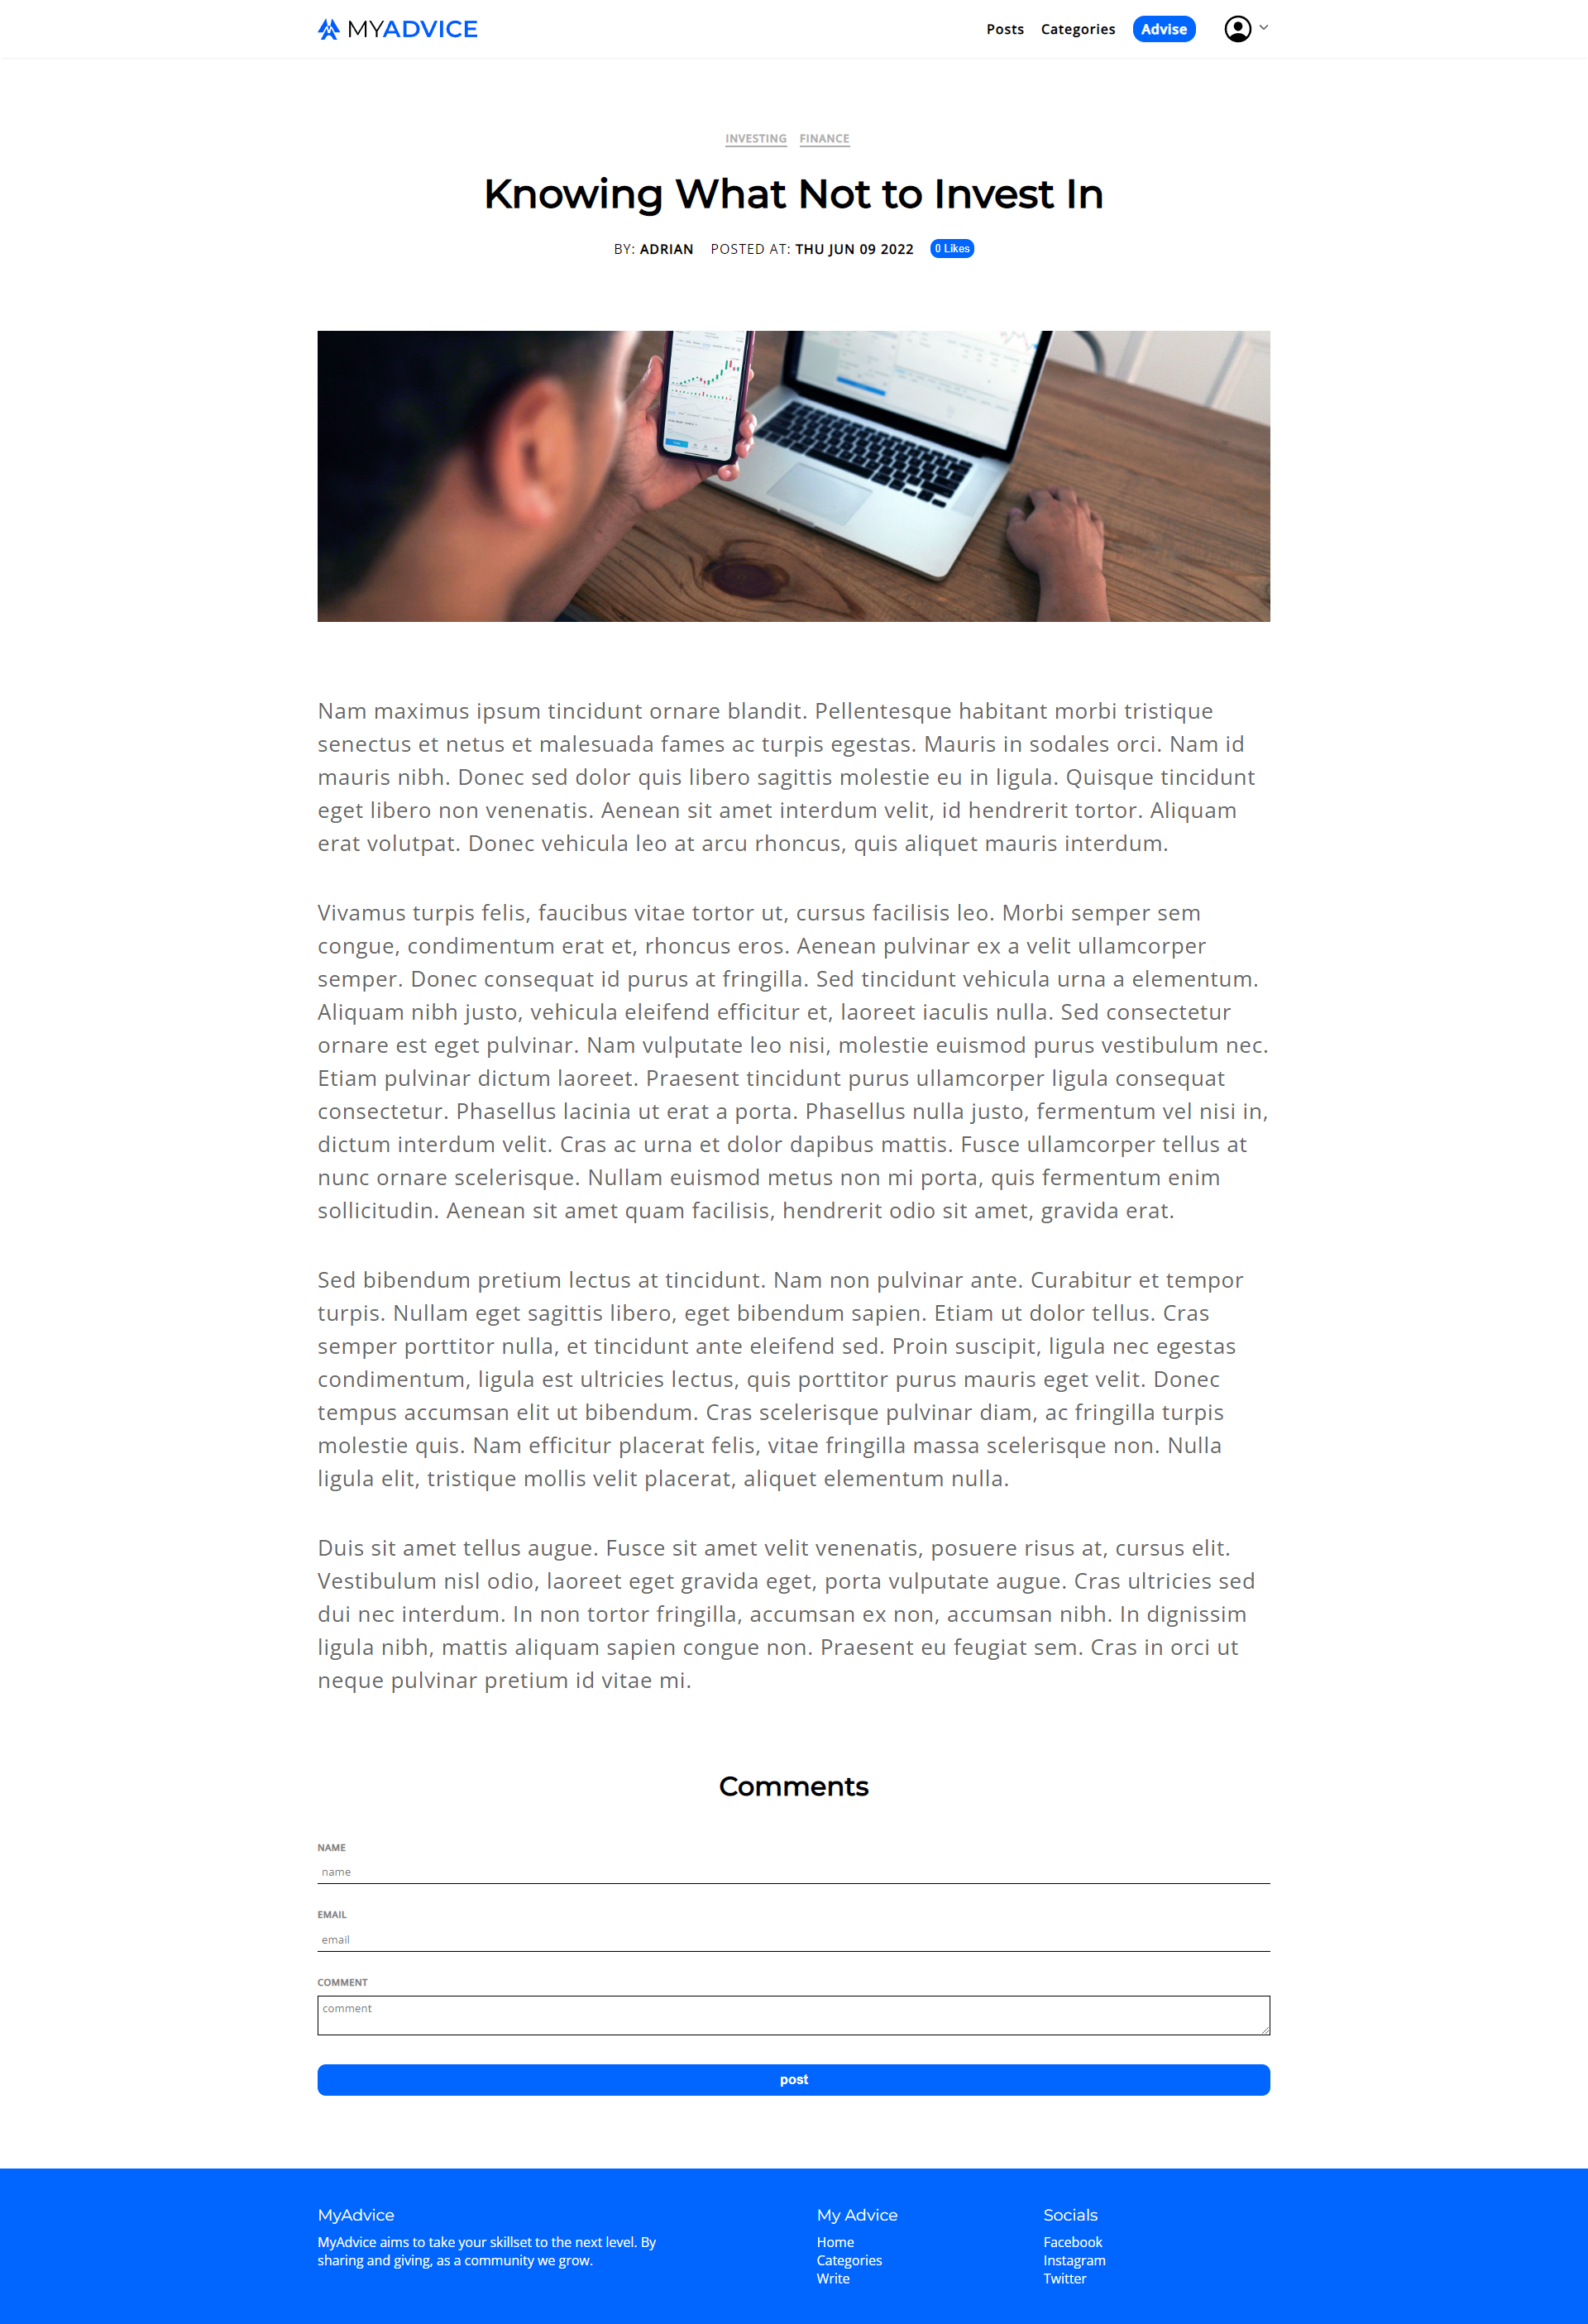 MYADVICE
Posts Categories Advise
INVESTING FINANCE
Knowing What Not to Invest In
BY: ADRIAN POSTED AT: THU JUN 09 2022 0 Likes
Nam maximus ipsum tincidunt ornare blandit. Pellentesque habitant morbi tristique
senectus et netus et malesuada fames ac turpis egestas. Mauris in sodales orci. Nam id
mauris nibh. Donec sed dolor quis libero sagittis molestie eu in ligula. Quisque tincidunt
eget libero non venenatis. Aenean sit amet interdum velit, id hendrerit tortor. Aliquam
erat volutpat. Donec vehicula leo at arcu rhoncus, quis aliquet mauris interdum.
Vivamus turpis felis, faucibus vitae tortor ut, cursus facilisis leo. Morbi semper sem
congue, condimentum erat et, rhoncus eros. Aenean pulvinar ex a velit ullamcorper
semper. Donec consequat id purus at fringilla. Sed tincidunt vehicula urna a elementum.
Aliquam nibh justo, vehicula eleifend efficitur et, laoreet iaculis nulla. Sed consectetur
ornare est eget pulvinar. Nam vulputate leo nisi, molestie euismod purus vestibulum nec.
Etiam pulvinar dictum laoreet. Praesent tincidunt purus ullamcorper ligula consequat
consectetur. Phasellus lacinia ut erat a porta. Phasellus nulla justo, fermentum vel nisi in,
dictum interdum velit. Cras ac urna et dolor dapibus mattis. Fusce ullamcorper tellus at
nunc ornare scelerisque. Nullam euismod metus non mi porta, quis fermentum enim
sollicitudin. Aenean sit amet quam facilisis, hendrerit odio sit amet, gravida erat.
Sed bibendum pretium lectus at tincidunt. Nam non pulvinar ante. Curabitur et tempor
turpis. Nullam eget sagittis libero, eget bibendum sapien. Etiam ut dolor tellus. Cras
semper porttitor nulla, et tincidunt ante eleifend sed. Proin suscipit, ligula nec egestas
condimentum, ligula est ultricies lectus, quis porttitor purus mauris eget velit. Donec
tempus accumsan elit ut bibendum. Cras scelerisque pulvinar diam, ac fringilla turpis
molestie quis. Nam efficitur placerat felis, vitae fringilla massa scelerisque non. Nulla
ligula elit, tristique mollis velit placerat, aliquet elementum nulla.
Duis sit amet tellus augue. Fusce sit amet velit venenatis, posuere risus at, cursus elit.
Vestibulum nisl odio, laoreet eget gravida eget, porta vulputate augue. Cras ultricies sed
dui nec interdum. In non tortor fringilla, accumsan ex non, accumsan nibh. In dignissim
ligula nibh, mattis aliquam sapien congue non. Praesent eu feugiat sem. Cras in orci ut
neque pulvinar pretium id vitae mi.
Comments
NAME
name
EMAIL
email
COMMENT
comment
post
MyAdvice
MyAdvice aims to take your skillset to the next level. By
sharing and giving, as a community we grow.
My Advice
Home
Categories
Write
Socials
Facebook
Instagram
Twitter